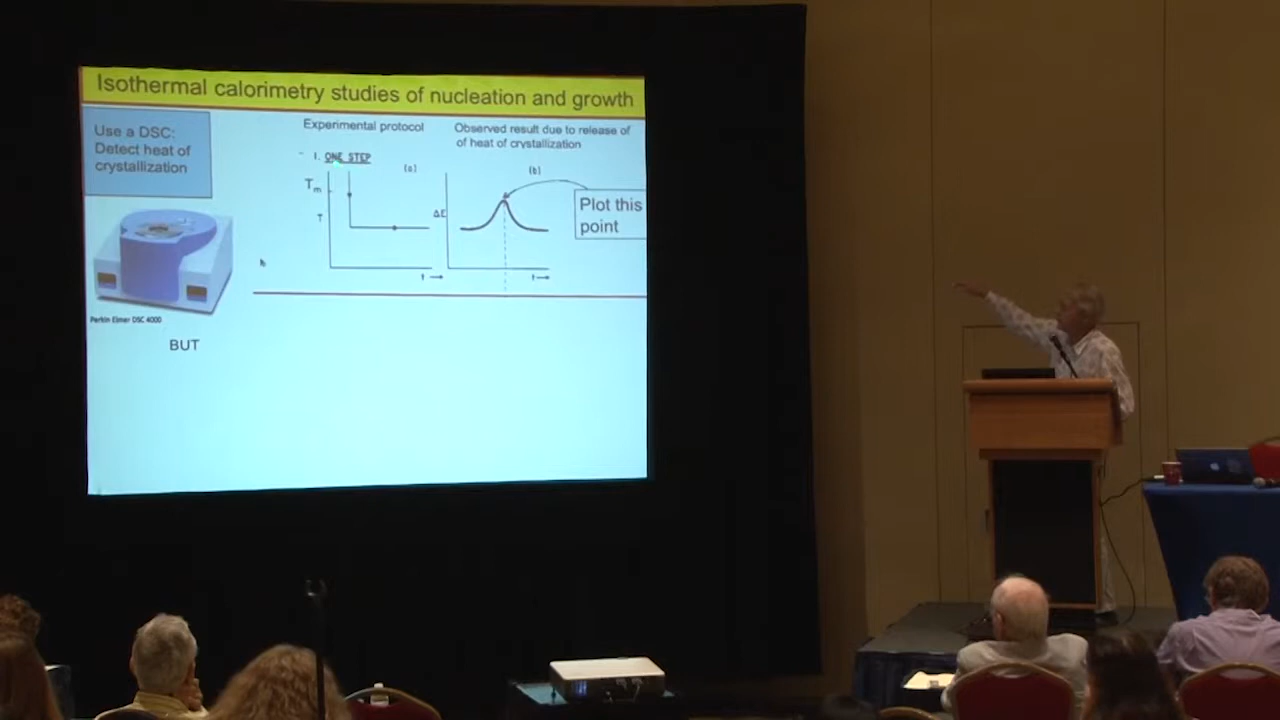 Isothermal calorimetry studies of nucleation and growth
Use a DSC:
Detect heat of
crystallization
Experimental protocol
Observed result due to release of
of heat of crystallization
1. ONE STEP
(a)
(b)
Tm
T
ΔE
Plot this
point
t →
t →
Perkin Elmer DSC 4000
BUT